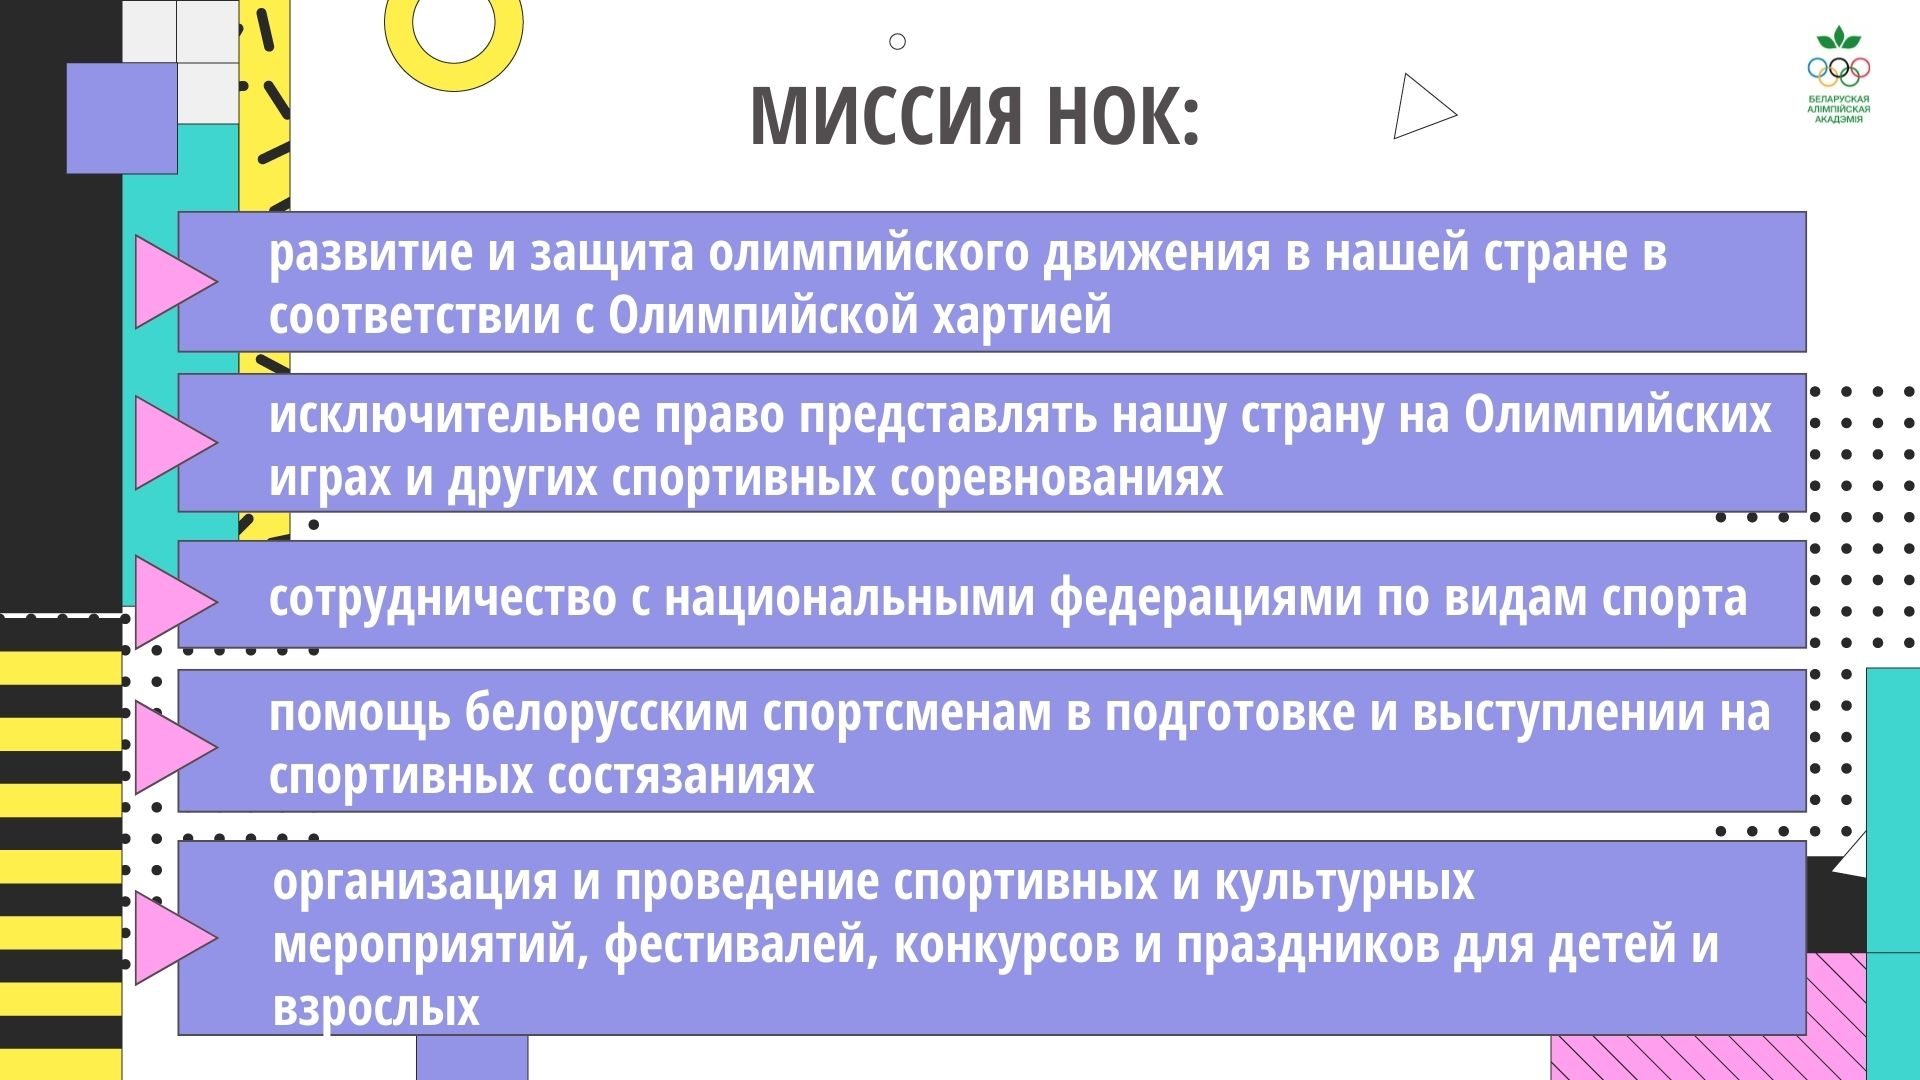 МИССИЯ НОК:
БЕЛАРУСКАЯ
АЛІМПІЙСКАЯ
АКАДЭМІЯ
развитие и защита олимпийского движения в нашей стране в
соответствии с Олимпийской хартией
исключительное право представлять нашу страну на Олимпийских
играх и других спортивных соревнованиях
сотрудничество с национальными федерациями по видам спорта
помощь белорусским спортсменам в подготовке и выступлении на
спортивных состязаниях
организация и проведение спортивных и культурных
мероприятий, фестивалей, конкурсов и праздников для детей и
взрослых